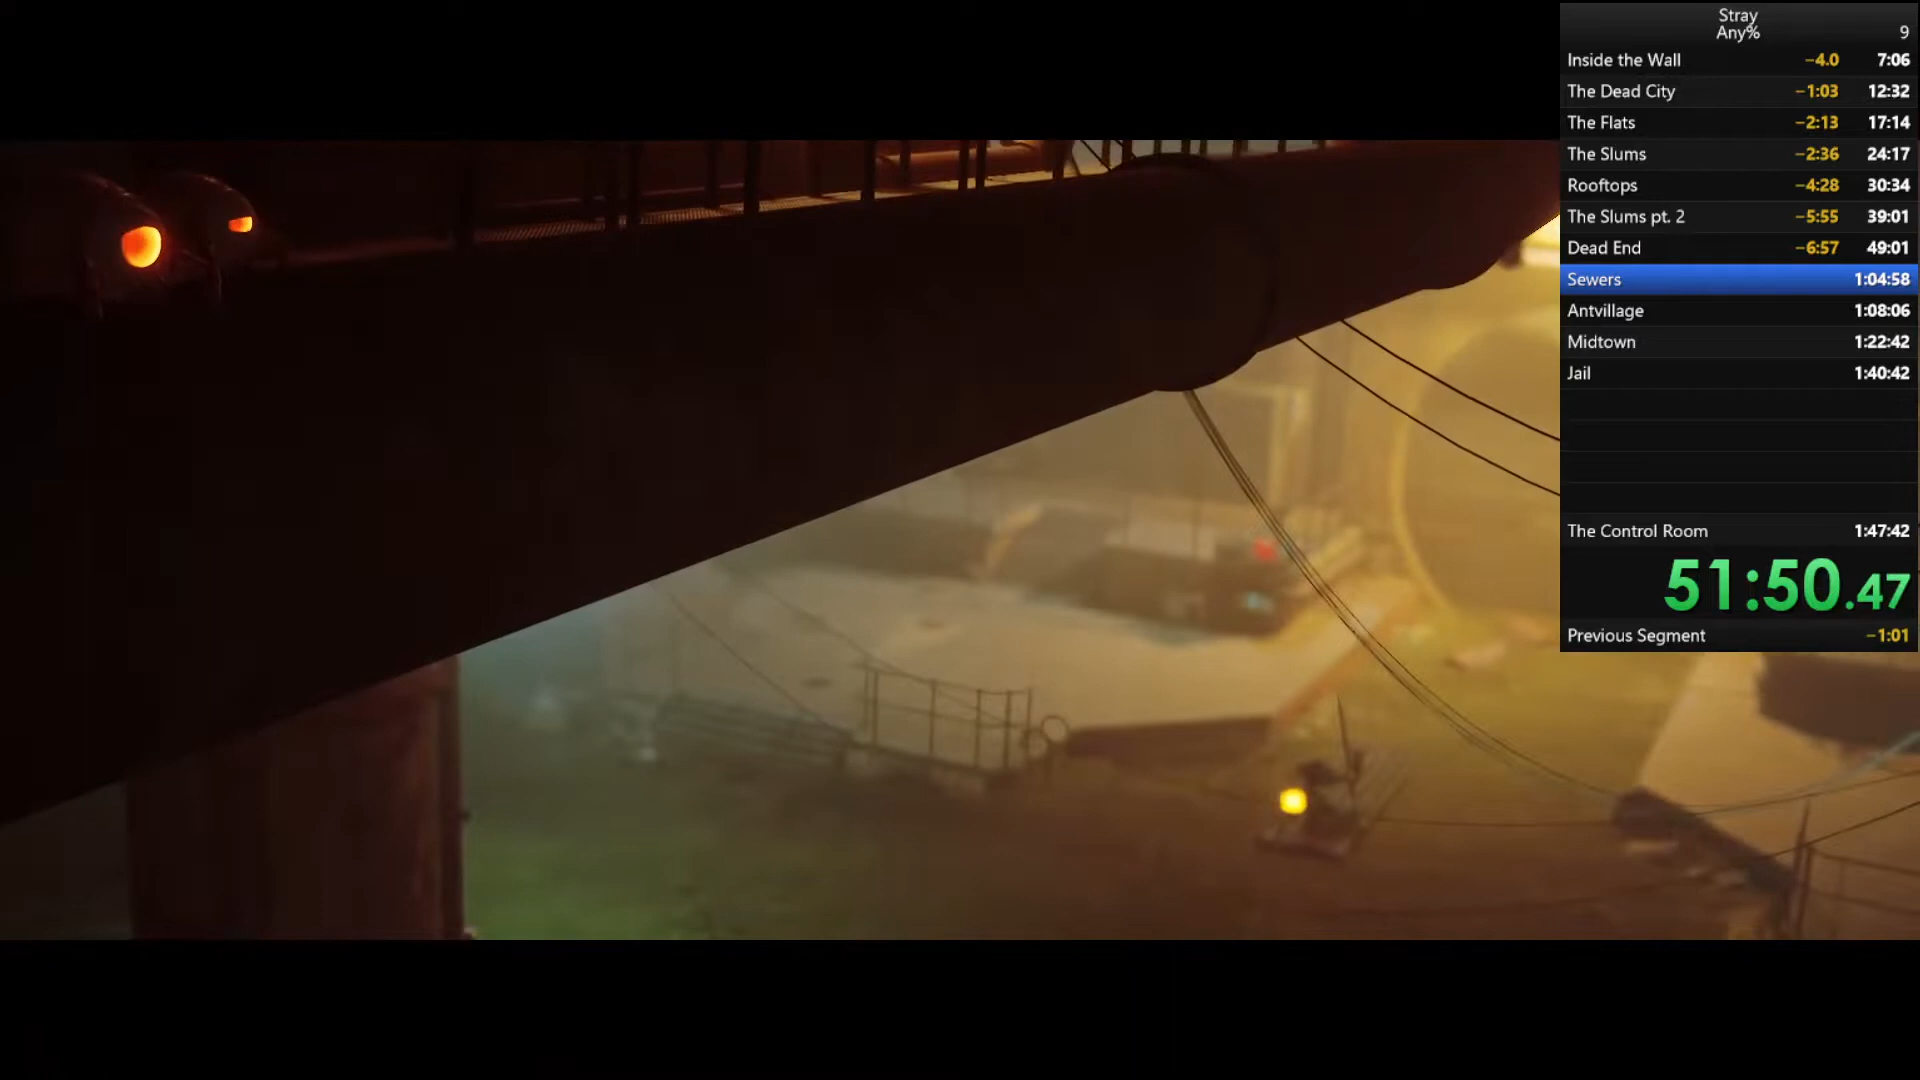 Stray
Any% 9
Inside the Wall −4.0 7:06
The Dead City −1:03 12:32
The Flats −2:13 17:14
The Slums −2:36 24:17
Rooftops −4:28 30:34
The Slums pt. 2 −5:55 39:01
Dead End −6:57 49:01
Sewers 1:04:58
Antvillage 1:08:06
Midtown 1:22:42
Jail 1:40:42
The Control Room 1:47:42
51:50.47
Previous Segment −1:01